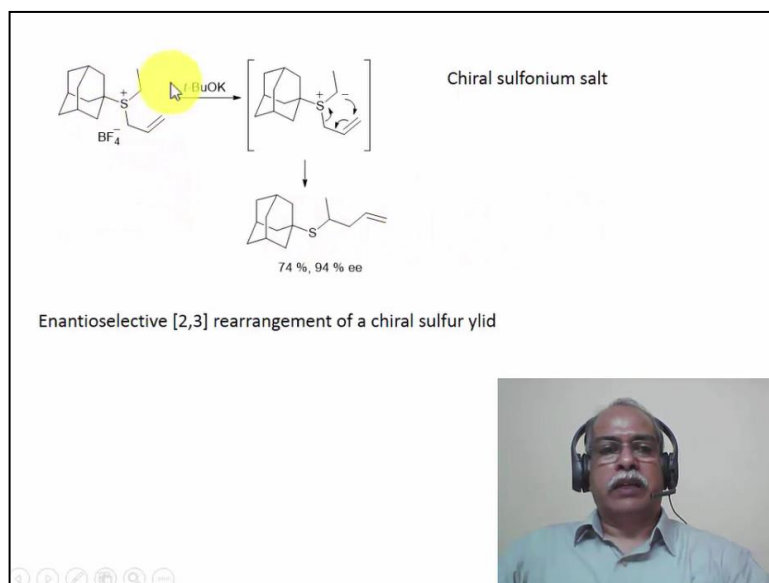 S+
BF4−
t-BuOK
S+
−
Chiral sulfonium salt
S
74 %, 94 % ee
Enantioselective [2,3] rearrangement of a chiral sulfur ylid